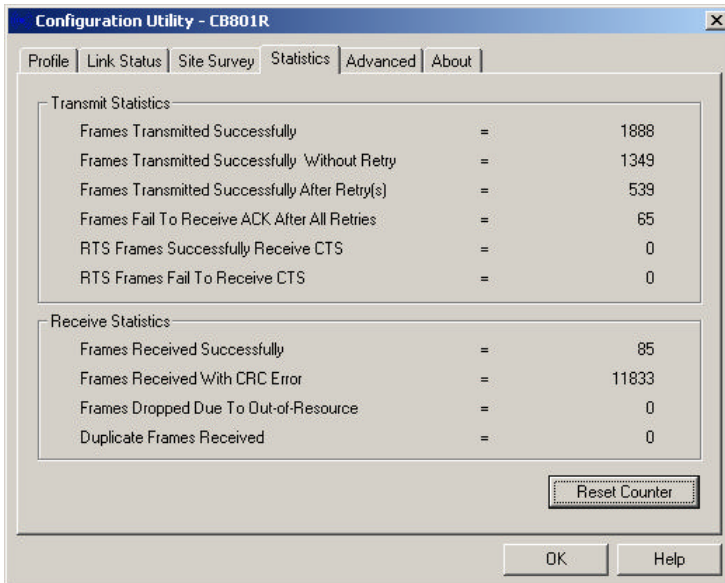 Configuration Utility - CB801R
Profile Link Status Site Survey Statistics Advanced About
Transmit Statistics
Frames Transmitted Successfully = 1888
Frames Transmitted Successfully Without Retry = 1349
Frames Transmitted Successfully After Retry(s) = 539
Frames Fail To Receive ACK After All Retries = 65
RTS Frames Successfully Receive CTS = 0
RTS Frames Fail To Receive CTS = 0
Receive Statistics
Frames Received Successfully = 85
Frames Received With CRC Error = 11833
Frames Dropped Due To Out-of-Resource = 0
Duplicate Frames Received = 0
Reset Counter
OK Help